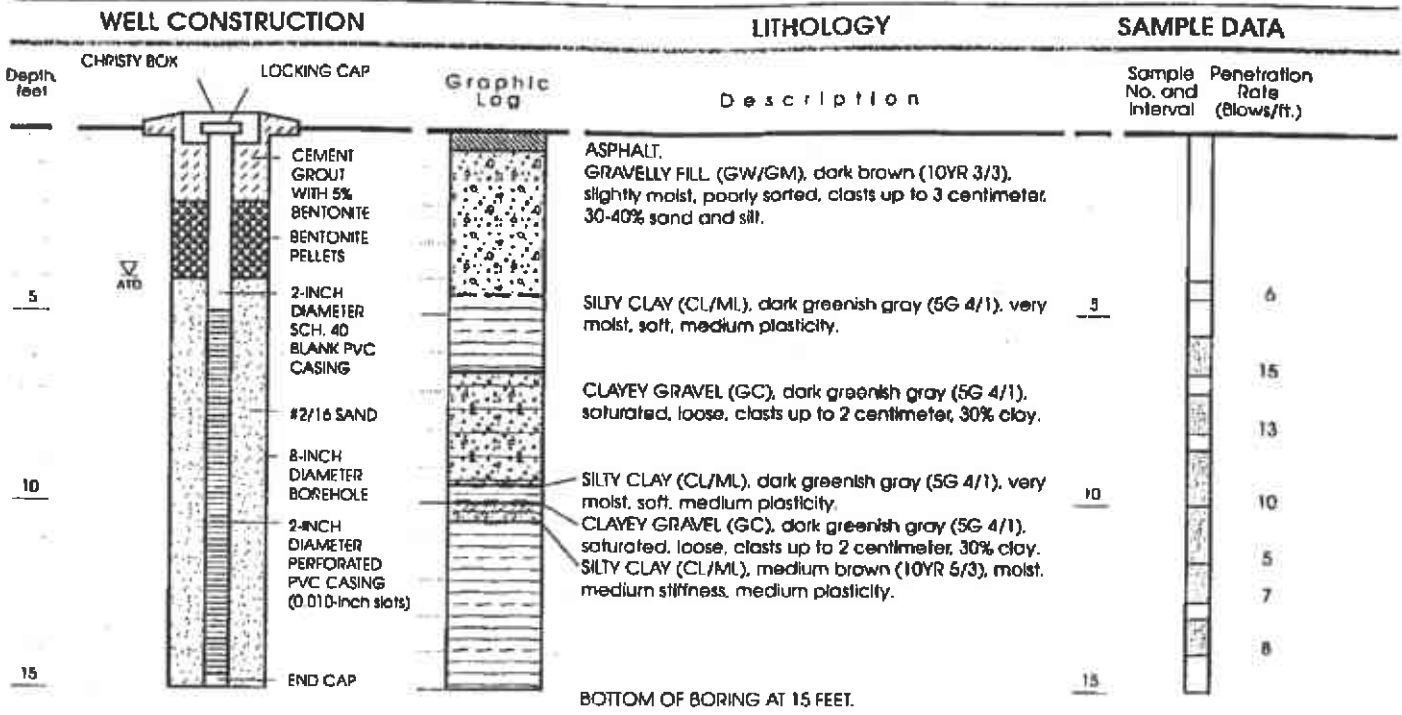 WELL CONSTRUCTION
LITHOLOGY
SAMPLE DATA
Depth, feet
CHRISTY BOX
LOCKING CAP
Graphic Log
Description
Sample No. and Interval
Penetration Rate (Blows/ft.)
CEMENT
GROUT
WITH 5%
BENTONITE
BENTONITE
PELLETS
ATD
5
2-INCH
DIAMETER
SCH. 40
BLANK PVC
CASING
#2/16 SAND
8-INCH
DIAMETER
BOREHOLE
10
2-INCH
DIAMETER
PERFORATED
PVC CASING
(0.010-inch slots)
15
END CAP
ASPHALT.
GRAVELLY FILL (GW/GM), dark brown (10YR 3/3),
slightly moist, poorly sorted, clasts up to 3 centimeter,
30-40% sand and silt.
SILTY CLAY (CL/ML), dark greenish gray (5G 4/1), very
moist, soft, medium plasticity.
CLAYEY GRAVEL (GC), dark greenish gray (5G 4/1),
saturated, loose, clasts up to 2 centimeter, 30% clay.
SILTY CLAY (CL/ML), dark greenish gray (5G 4/1), very
moist, soft, medium plasticity.
CLAYEY GRAVEL (GC), dark greenish gray (5G 4/1),
saturated, loose, clasts up to 2 centimeter, 30% clay.
SILTY CLAY (CL/ML), medium brown (10YR 5/3), moist,
medium stiffness, medium plasticity.
BOTTOM OF BORING AT 15 FEET.
5
10
15
6
15
13
10
5
7
8